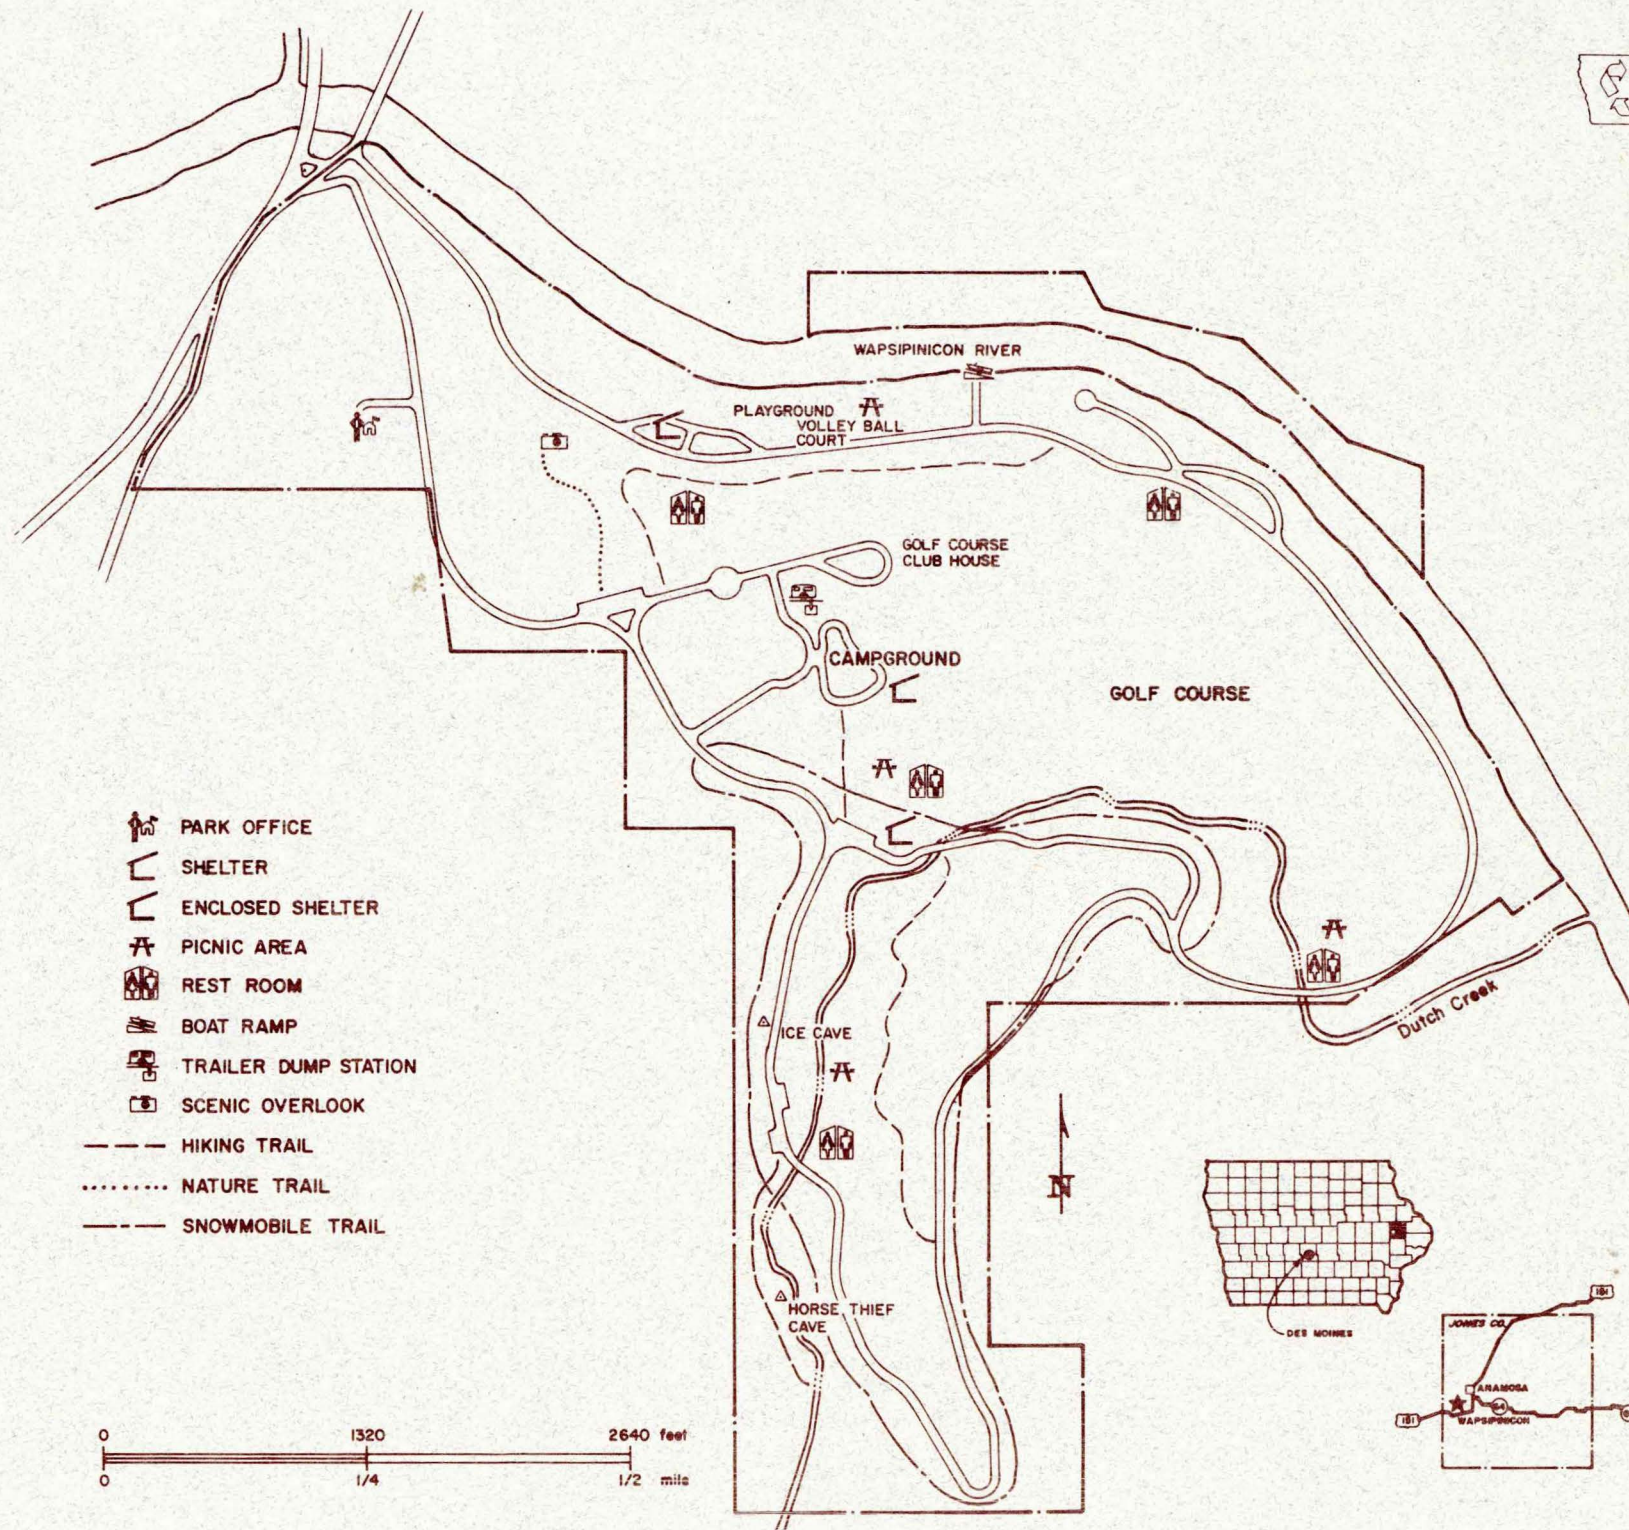 WAPSIPINICON RIVER
PLAYGROUND
VOLLEY BALL
COURT
GOLF COURSE
CLUB HOUSE
CAMPGROUND
GOLF COURSE
PARK OFFICE
SHELTER
ENCLOSED SHELTER
PICNIC AREA
REST ROOM
BOAT RAMP
TRAILER DUMP STATION
SCENIC OVERLOOK
HIKING TRAIL
NATURE TRAIL
SNOWMOBILE TRAIL
ICE CAVE
Dutch Creek
N
HORSE THIEF
CAVE
DES MOINES
151
JONES CO.
ANAMOSA
64
151
WAPSIPINICON
0 1320 2640 feet
0 1/4 1/2 mile